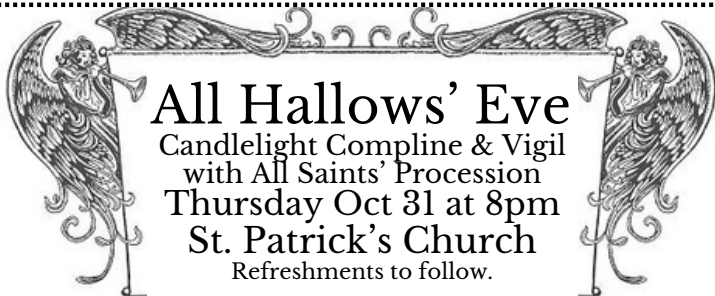 All Hallows’ Eve
Candlelight Compline & Vigil
with All Saints’ Procession
Thursday Oct 31 at 8pm
St. Patrick’s Church
Refreshments to follow.